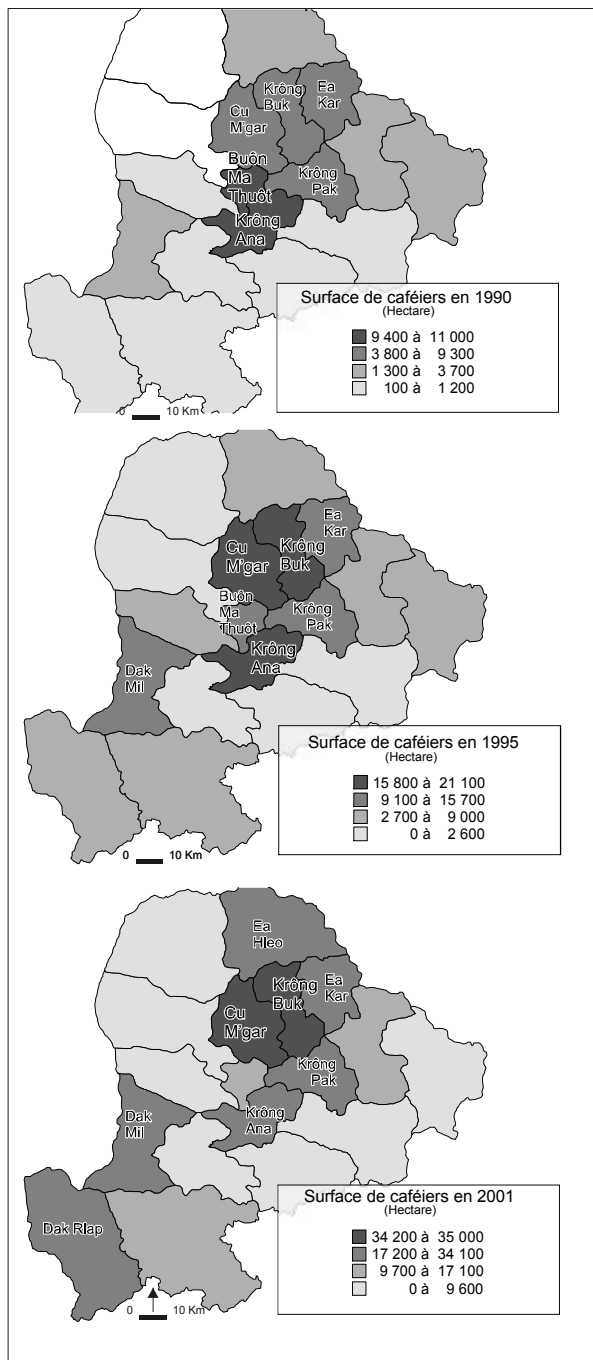 Krông
Buk
Ea
Kar
Cu
M'gar
Buôn
Ma
Thuôt
Krông
Pak
Krông
Ana
Surface de caféiers en 1990
(Hectare)
9 400 à 11 000
3 800 à 9 300
1 300 à 3 700
100 à 1 200
0 10 Km
Ea
Kar
Cu
M'gar
Krông
Buk
Buôn
Ma
Thuôt
Krông
Pak
Krông
Ana
Dak
Mil
Surface de caféiers en 1995
(Hectare)
15 800 à 21 100
9 100 à 15 700
2 700 à 9 000
0 à 2 600
0 10 Km
Ea
Hleo
Krông
Buk
Ea
Kar
Cu
M'gar
Krông
Pak
Krông
Ana
Dak
Mil
Dak Rlap
Surface de caféiers en 2001
(Hectare)
34 200 à 35 000
17 200 à 34 100
9 700 à 17 100
0 à 9 600
0 10 Km